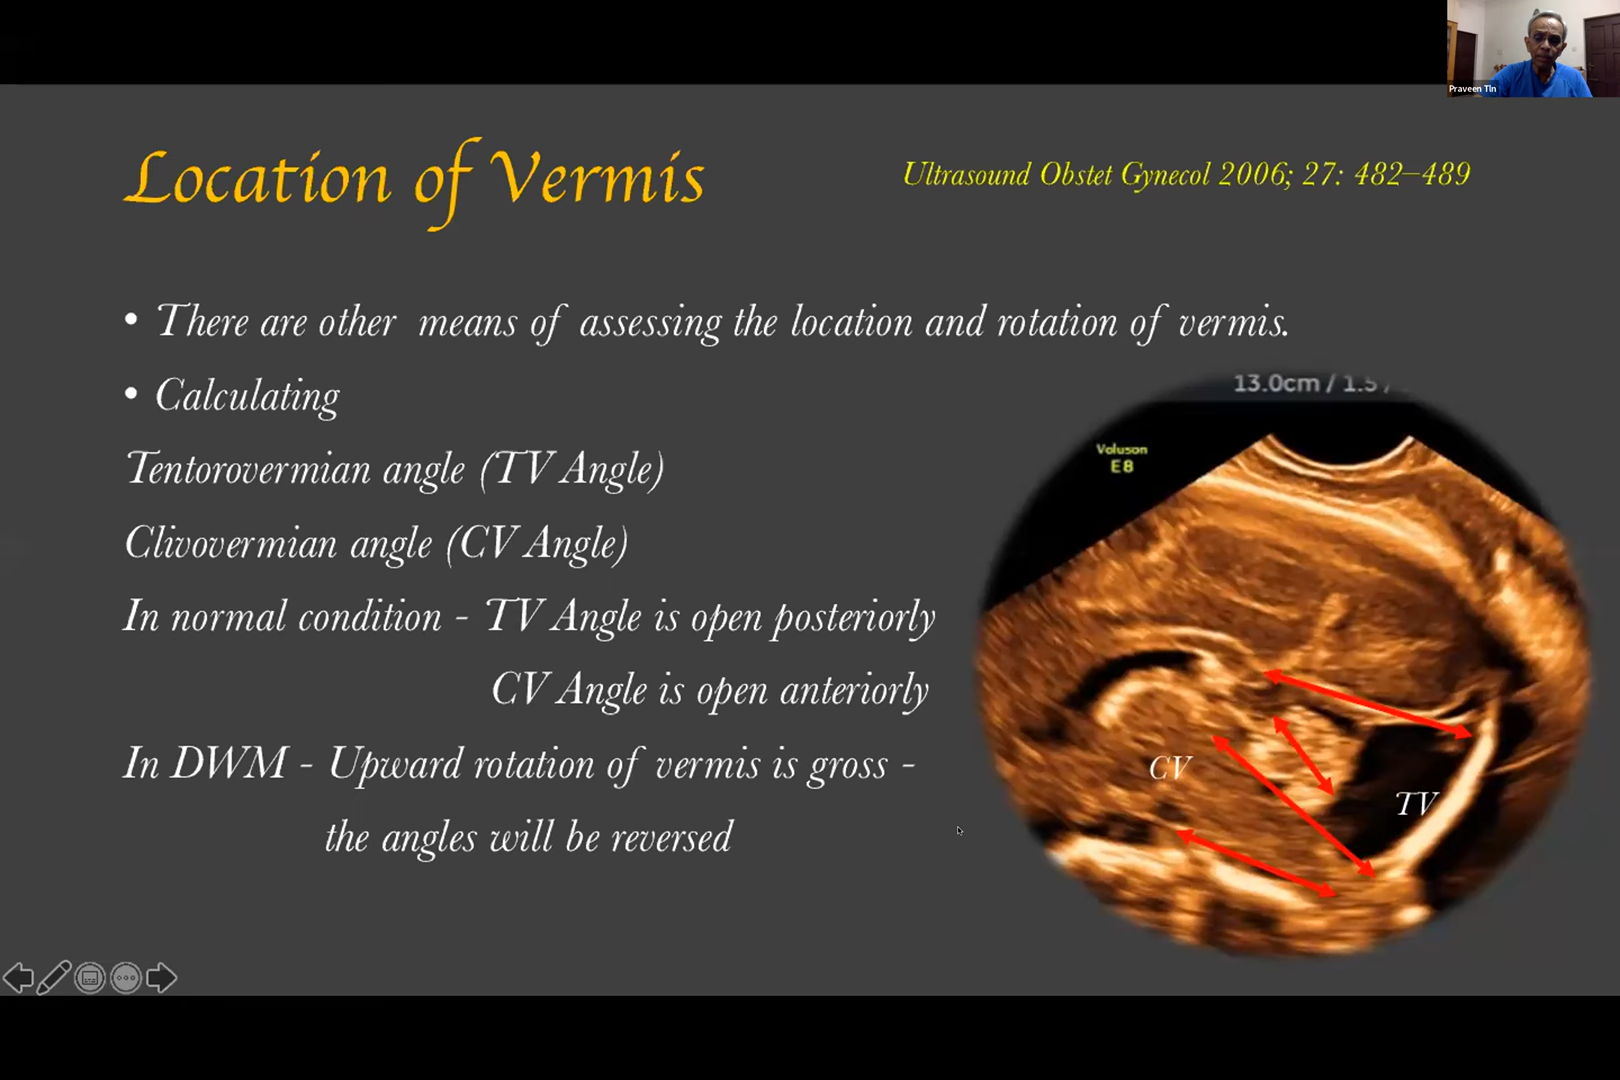 Praveen Tln
Location of Vermis
Ultrasound Obstet Gynecol 2006; 27: 482–489
• There are other means of assessing the location and rotation of vermis.
• Calculating
Tentorovermian angle (TV Angle)
Clivovermian angle (CV Angle)
In normal condition - TV Angle is open posteriorly
CV Angle is open anteriorly
In DWM - Upward rotation of vermis is gross -
the angles will be reversed
13.0cm / 1.5 /
Voluson
E8
CV
TV